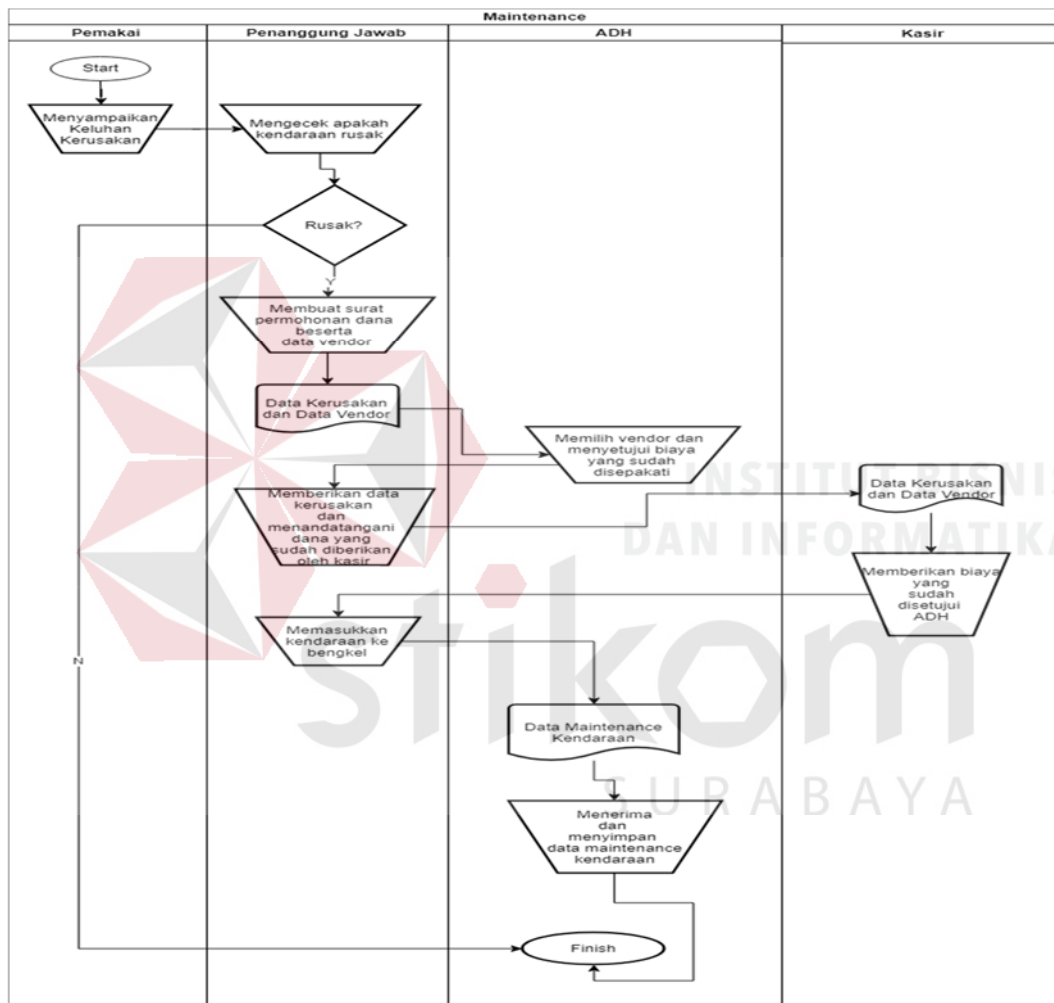 Maintenance
Pemakai
Penanggung Jawab
ADH
Kasir
Start
Menyampaikan
Keluhan
Kerusakan
Mengecek apakah
kendaraan rusak
Rusak?
Y
Membuat surat
permohonan dana
beserta
data vendor
Data Kerusakan
dan Data Vendor
Memilih vendor dan
menyetujui biaya
yang sudah
disepakati
Data Kerusakan
dan Data Vendor
Memberikan data
kerusakan
dan
menandatangani
dana yang
sudah diberikan
oleh kasir
Memberikan biaya
yang
sudah
disetujui
ADH
Memasukkan
kendaraan ke
bengkel
N
Data Maintenance
Kendaraan
Menerima
dan
menyimpan
data maintenance
kendaraan
Finish
INSTITUT BISNIS
DAN INFORMATIKA
stikom
SURABAYA